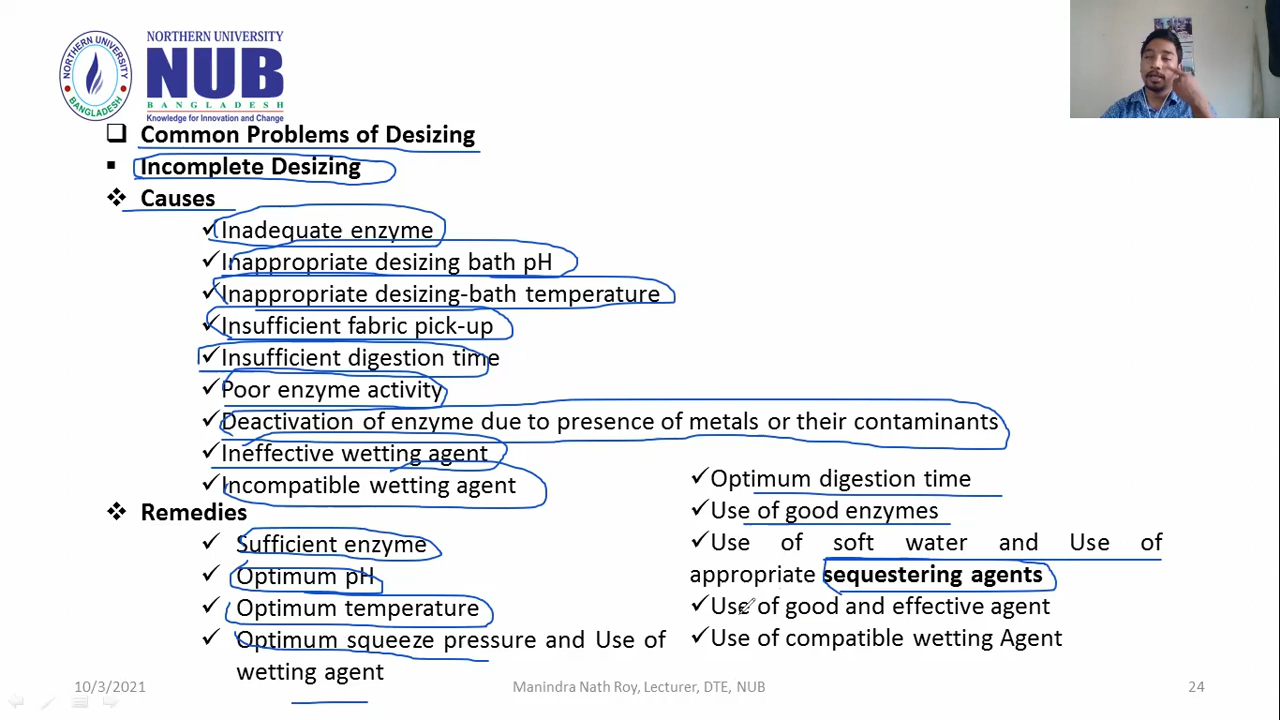 NORTHERN UNIVERSITY
BANGLADESH
NORTHERN UNIVERSITY
NUB
BANGLADESH
Knowledge for Innovation and Change
Common Problems of Desizing
Incomplete Desizing
Causes
Inadequate enzyme
Inappropriate desizing bath pH
Inappropriate desizing-bath temperature
Insufficient fabric pick-up
Insufficient digestion time
Poor enzyme activity
Deactivation of enzyme due to presence of metals or their contaminants
Ineffective wetting agent
Incompatible wetting agent
Remedies
Sufficient enzyme
Optimum pH
Optimum temperature
Optimum squeeze pressure and Use of
wetting agent
Optimum digestion time
Use of good enzymes
Use of soft water and Use of
appropriate sequestering agents
Use of good and effective agent
Use of compatible wetting Agent
10/3/2021
Manindra Nath Roy, Lecturer, DTE, NUB
24